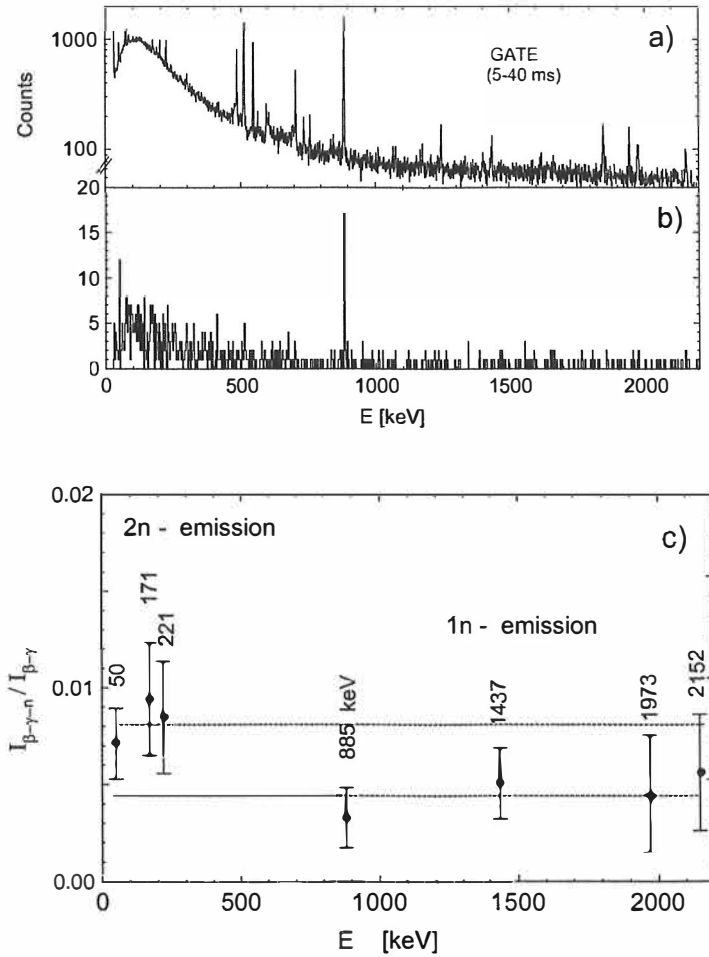 a)
GATE
(5-40 ms)
Counts
1000
100
20
15
10
5
0
b)
0 500 1000 1500 2000
E [keV]
c)
2n - emission
1n - emission
I β−γ−n / I β−γ
0.02
0.01
0.00
50
171
221
885 keV
1437
1973
2152
0 500 1000 1500 2000
E [keV]